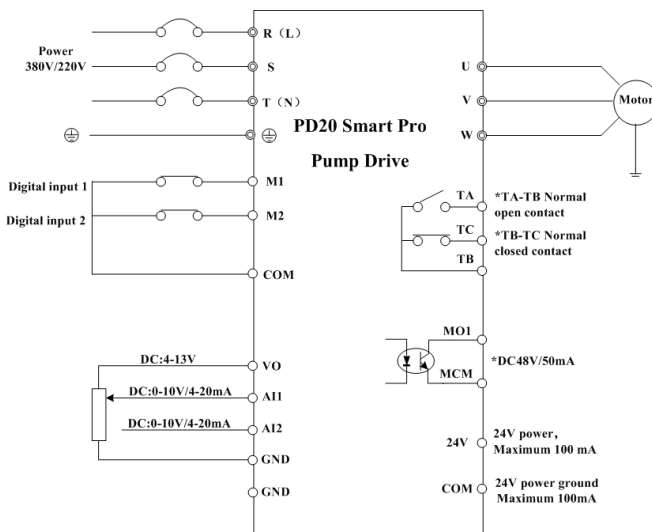 R（L）
Power
380V/220V
S
T（N）
U
V
W
Motor
PD20 Smart Pro
Pump Drive
Digital input 1
M1
Digital input 2
M2
COM
TA
*TA-TB Normal
open contact
TC
*TB-TC Normal
closed contact
TB
MO1
*DC48V/50mA
MCM
DC:4-13V
VO
DC:0-10V/4-20mA
AI1
DC:0-10V/4-20mA
AI2
GND
GND
24V
24V power，
Maximum 100 mA
COM
24V power ground
Maximum 100mA